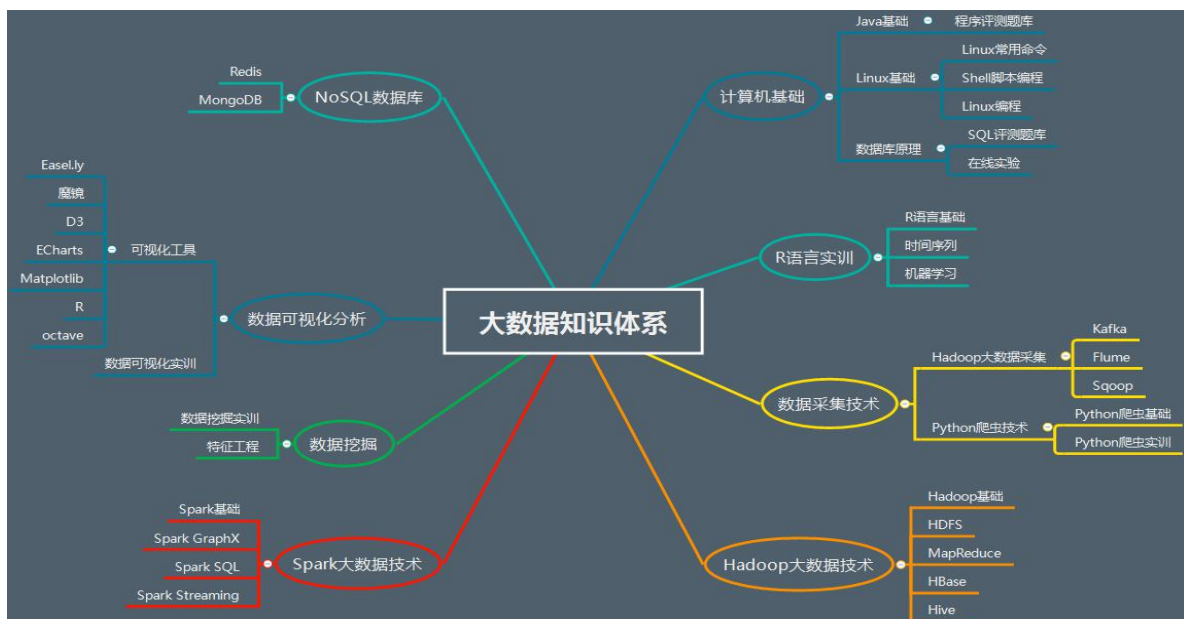 大数据知识体系
计算机基础
Java基础
程序评测题库
Linux基础
Linux常用命令
Shell脚本编程
Linux编程
数据库原理
SQL评测题库
在线实验
R语言实训
R语言基础
时间序列
机器学习
数据采集技术
Hadoop大数据采集
Kafka
Flume
Sqoop
Python爬虫技术
Python爬虫基础
Python爬虫实训
Hadoop大数据技术
Hadoop基础
HDFS
MapReduce
HBase
Hive
NoSQL数据库
Redis
MongoDB
数据可视化分析
可视化工具
Easel.ly
魔镜
D3
ECharts
Matplotlib
R
octave
数据可视化实训
数据挖掘
数据挖掘实训
特征工程
Spark大数据技术
Spark基础
Spark GraphX
Spark SQL
Spark Streaming